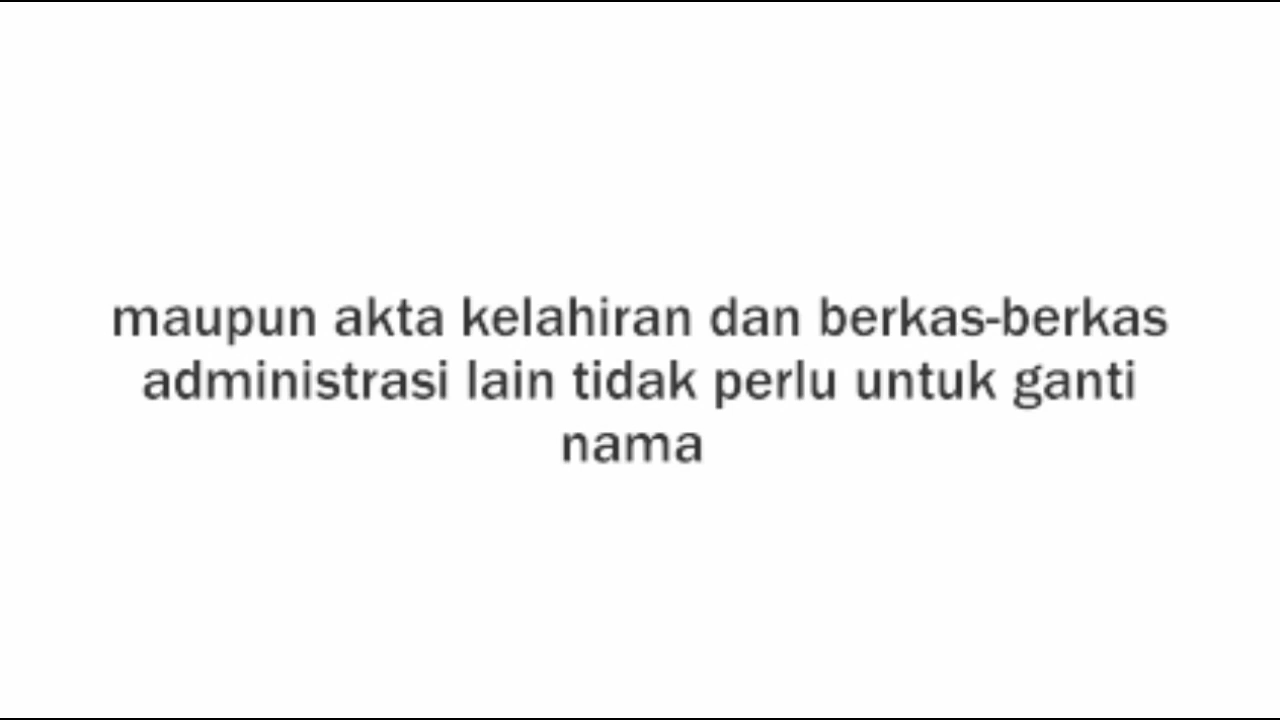 maupun akta kelahiran dan berkas-berkas
administrasi lain tidak perlu untuk ganti
nama